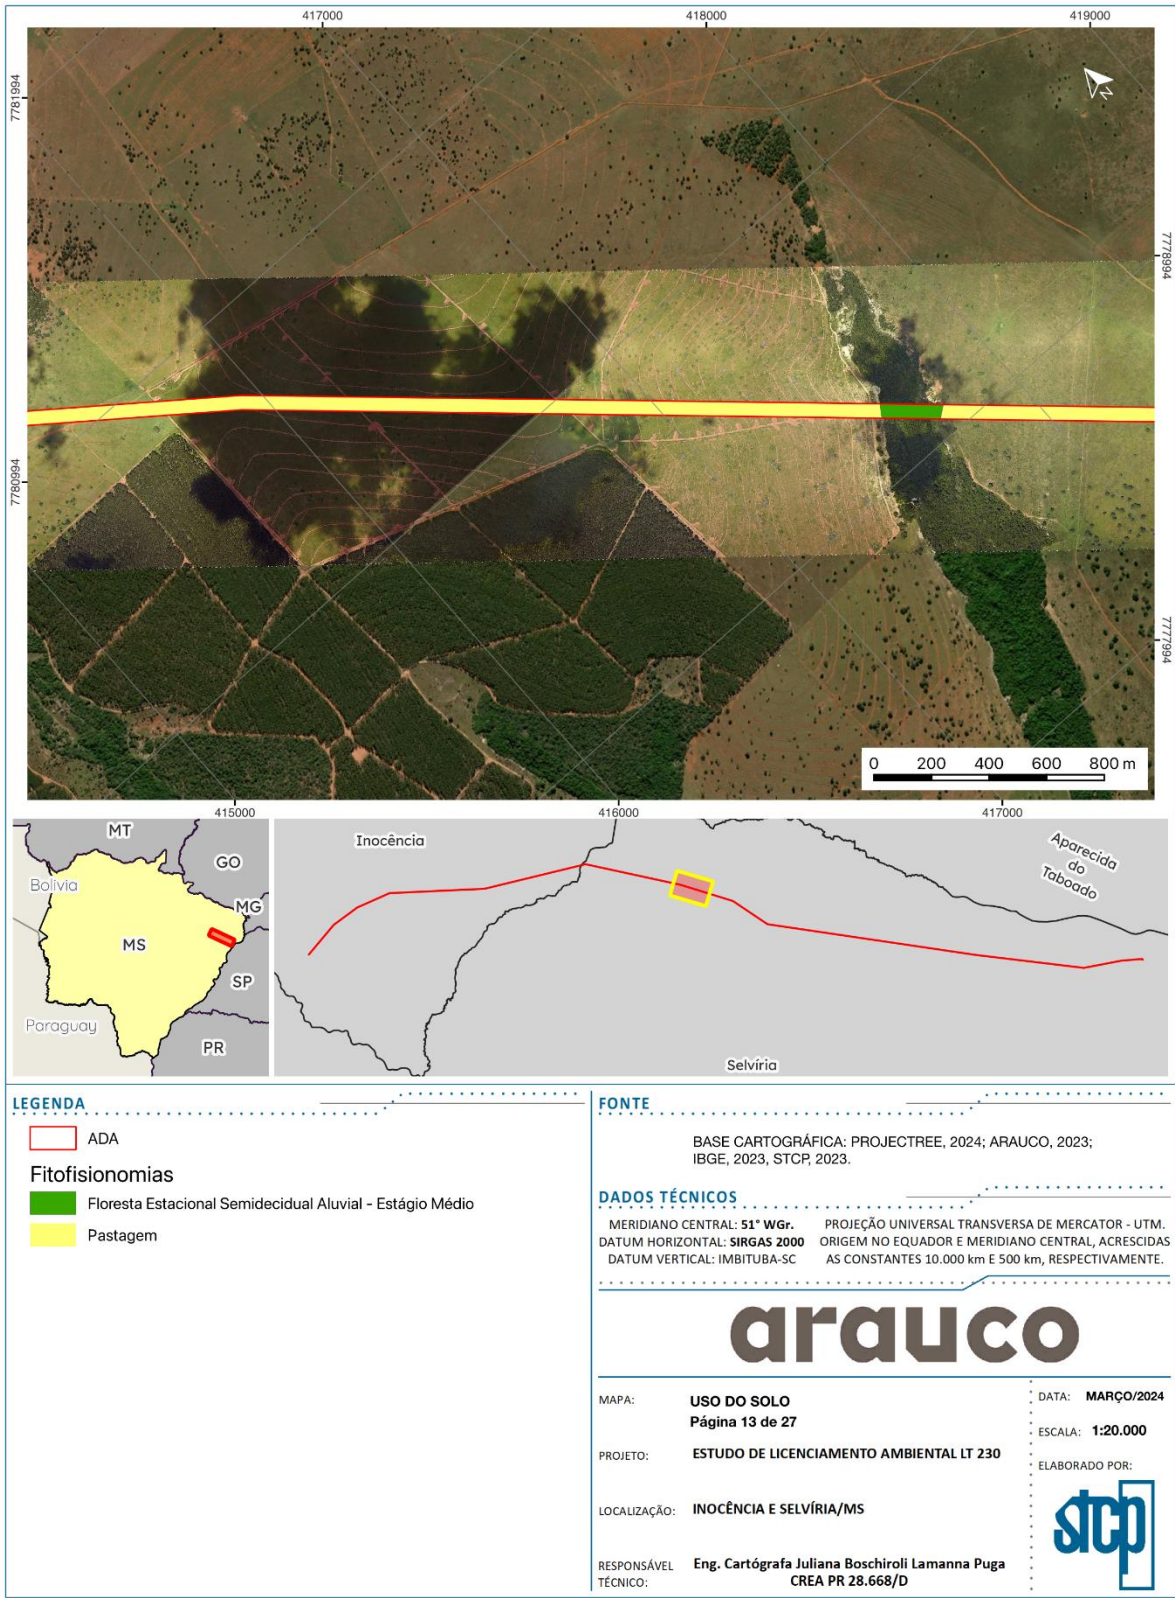 417000
418000
419000
7781994
7780994
7778994
7777994
N
0 200 400 600 800 m
415000
416000
417000
MT
GO
Bolivia
MG
MS
SP
Paraguay
PR
Inocência
Aparecida
do
Taboado
Selvíria
LEGENDA
ADA
Fitofisionomias
Floresta Estacional Semidecidual Aluvial - Estágio Médio
Pastagem
FONTE
BASE CARTOGRÁFICA: PROJECTREE, 2024; ARAUCO, 2023;
IBGE, 2023, STCP, 2023.
DADOS TÉCNICOS
MERIDIANO CENTRAL: 51° WGr.
DATUM HORIZONTAL: SIRGAS 2000
DATUM VERTICAL: IMBITUBA-SC
PROJEÇÃO UNIVERSAL TRANSVERSA DE MERCATOR - UTM.
ORIGEM NO EQUADOR E MERIDIANO CENTRAL, ACRESCIDAS
AS CONSTANTES 10.000 km E 500 km, RESPECTIVAMENTE.
arauco
MAPA: USO DO SOLO
Página 13 de 27
PROJETO: ESTUDO DE LICENCIAMENTO AMBIENTAL LT 230
LOCALIZAÇÃO: INOCÊNCIA E SELVÍRIA/MS
RESPONSÁVEL
TÉCNICO:
Eng. Cartógrafa Juliana Boschiroli Lamanna Puga
CREA PR 28.668/D
DATA: MARÇO/2024
ESCALA: 1:20.000
ELABORADO POR:
stcp